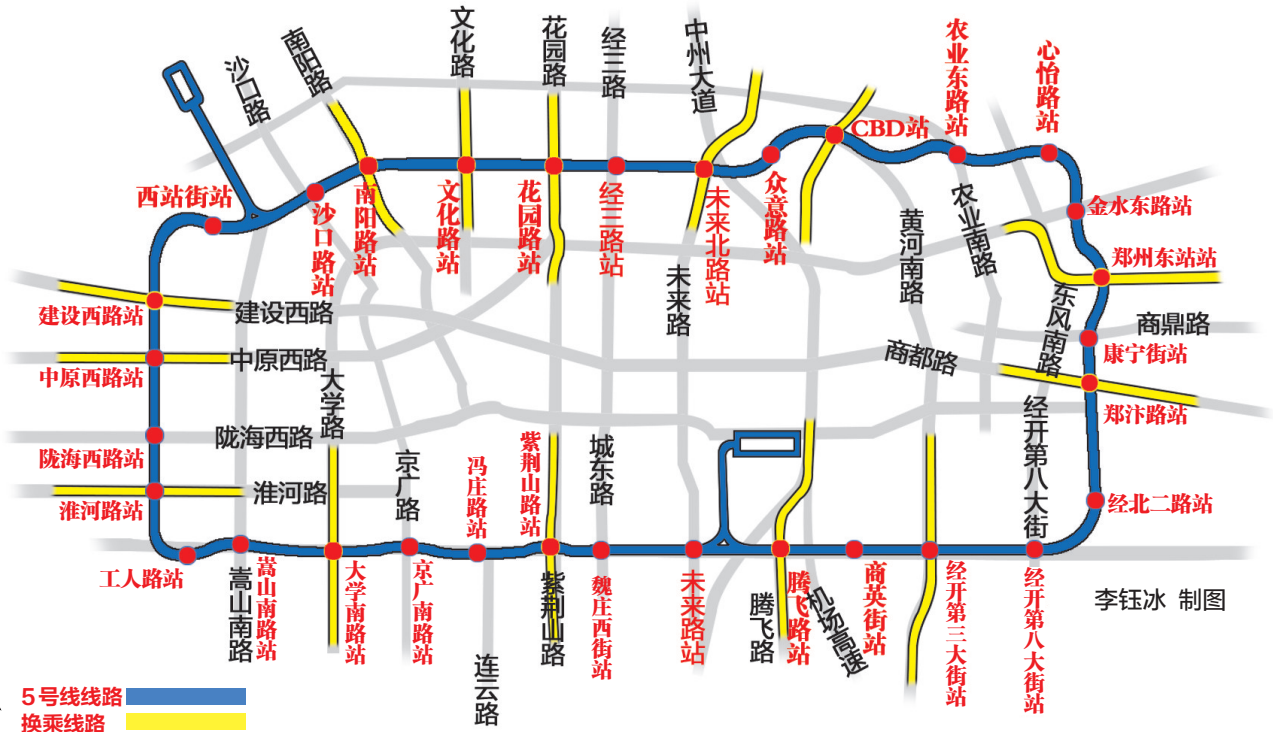 沙口路
南阳路
文化路
花园路
经三路
中州大道
农业东路站
心怡路站
CBD站
西站街站
沙口路站
南阳路站
文化路站
花园路站
经三路站
未来北路站
众意路站
黄河南路
农业南路
金水东路站
郑州东站站
未来路
东风南路
商鼎路
建设西路站
建设西路
康宁街站
中原西路站
中原西路
商都路
郑汴路站
大学路
陇海西路站
陇海西路
京广路
冯庄路站
紫荆山路站
城东路
经开第八大街
淮河路站
淮河路
经北二路站
工人路站
嵩山南路
嵩山南路站
大学南路站
京广南路站
连云路
紫荆山路
魏庄西街站
未来路站
腾飞路
腾飞路站
机场高速
商英街站
经开第三大街站
经开第八大街站
李钰冰 制图
5号线线路
换乘线路